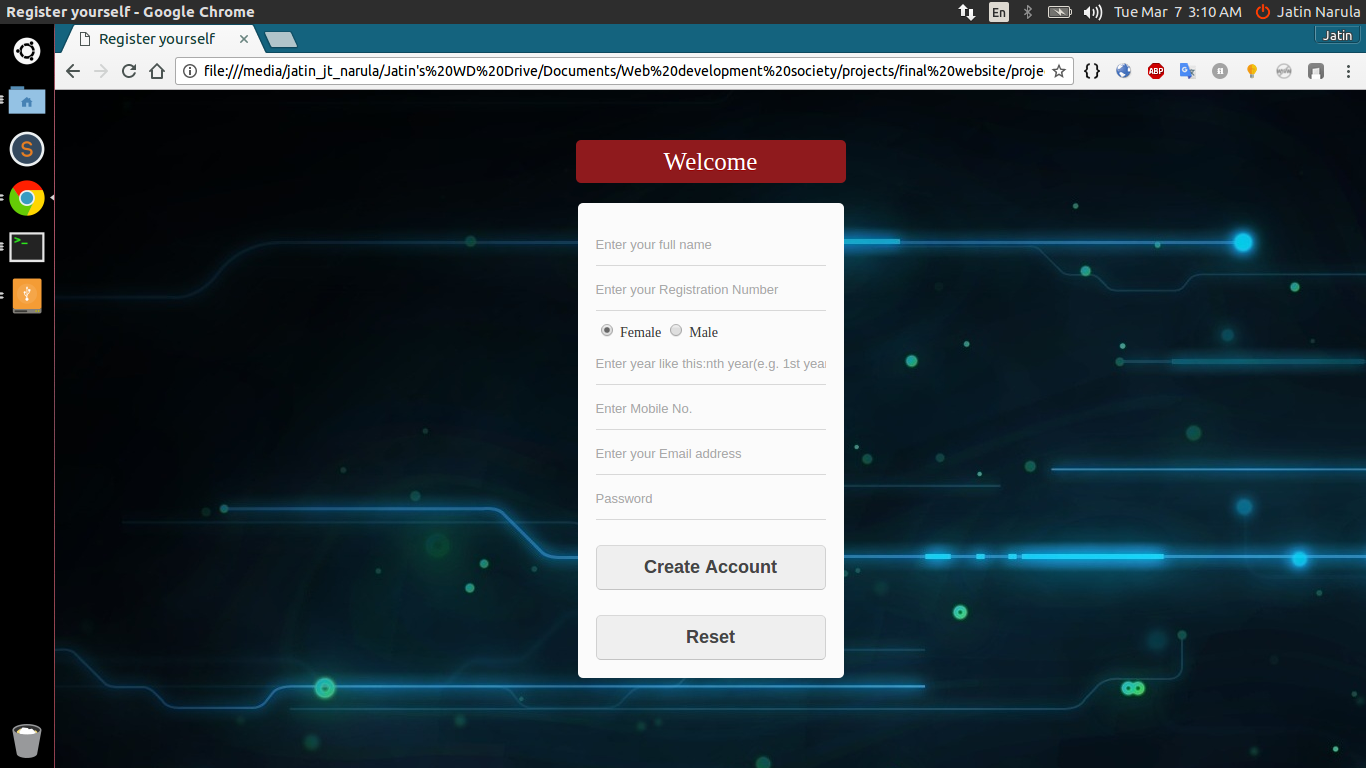 Register yourself - Google Chrome
En
Tue Mar 7 3:10 AM
Jatin Narula
Register yourself
Jatin
file:///media/jatin_jt_narula/Jatin's%20WD%20Drive/Documents/Web%20development%20society/projects/final%20website/proje
ABP
Welcome
Enter your full name
Enter your Registration Number
Female Male
Enter year like this:nth year(e.g. 1st year
Enter Mobile No.
Enter your Email address
Password
Create Account
Reset